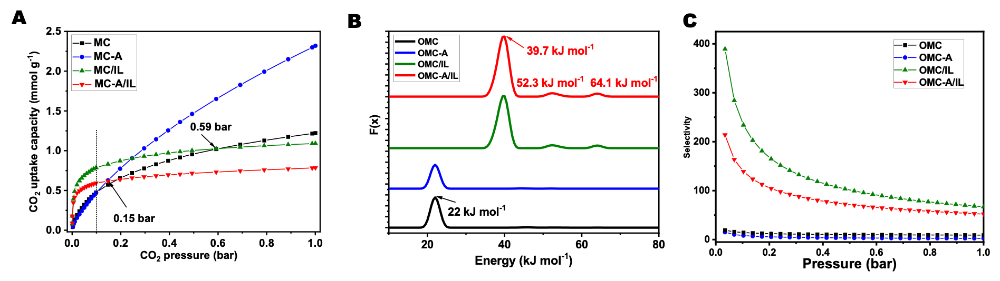 A
2.5
2.0
1.5
1.0
0.5
0.0
CO2 uptake capacity (mmol g-1)
MC
MC-A
MC/IL
MC-A/IL
0.59 bar
0.15 bar
0.0 0.2 0.4 0.6 0.8 1.0
CO2 pressure (bar)
B
F(x)
OMC
OMC-A
OMC/IL
OMC-A/IL
39.7 kJ mol-1
52.3 kJ mol-1 64.1 kJ mol-1
22 kJ mol-1
20 40 60 80
Energy (kJ mol-1)
C
400
300
200
100
0
Selectivity
OMC
OMC-A
OMC/IL
OMC-A/IL
0.0 0.2 0.4 0.6 0.8 1.0
Pressure (bar)